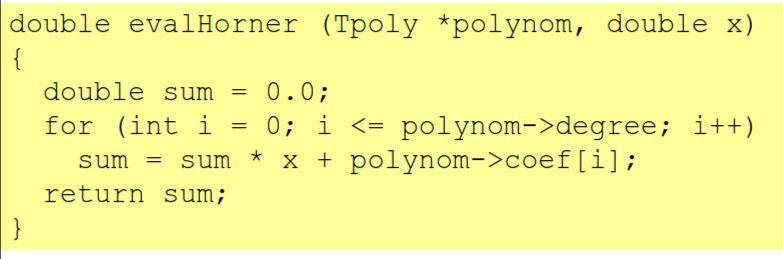 double evalHorner (Tpoly *polynom, double x)
{
  double sum = 0.0;
  for (int i = 0; i <= polynom->degree; i++)
    sum = sum * x + polynom->coef[i];
  return sum;
}